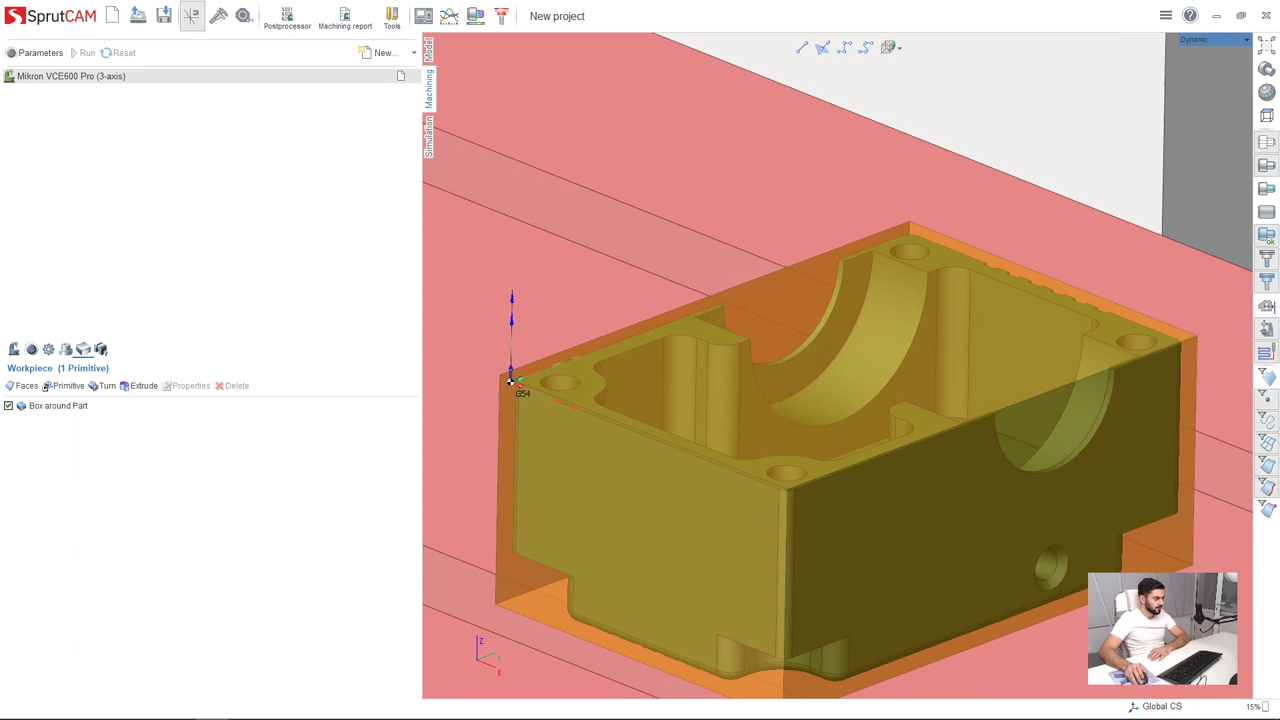 SprutCAM
Postprocessor
Machining report
Tools
New project
Parameters
Run
Reset
New...
Mikron VCE600 Pro (3-axis)
Model
Machining
Simulation
Dynamic
Workpiece (1 Primitive)
Faces
Primitive
Turn
Extrude
Properties
Delete
Box around Part
G54
Z
Y
X
ok
Global CS
15%